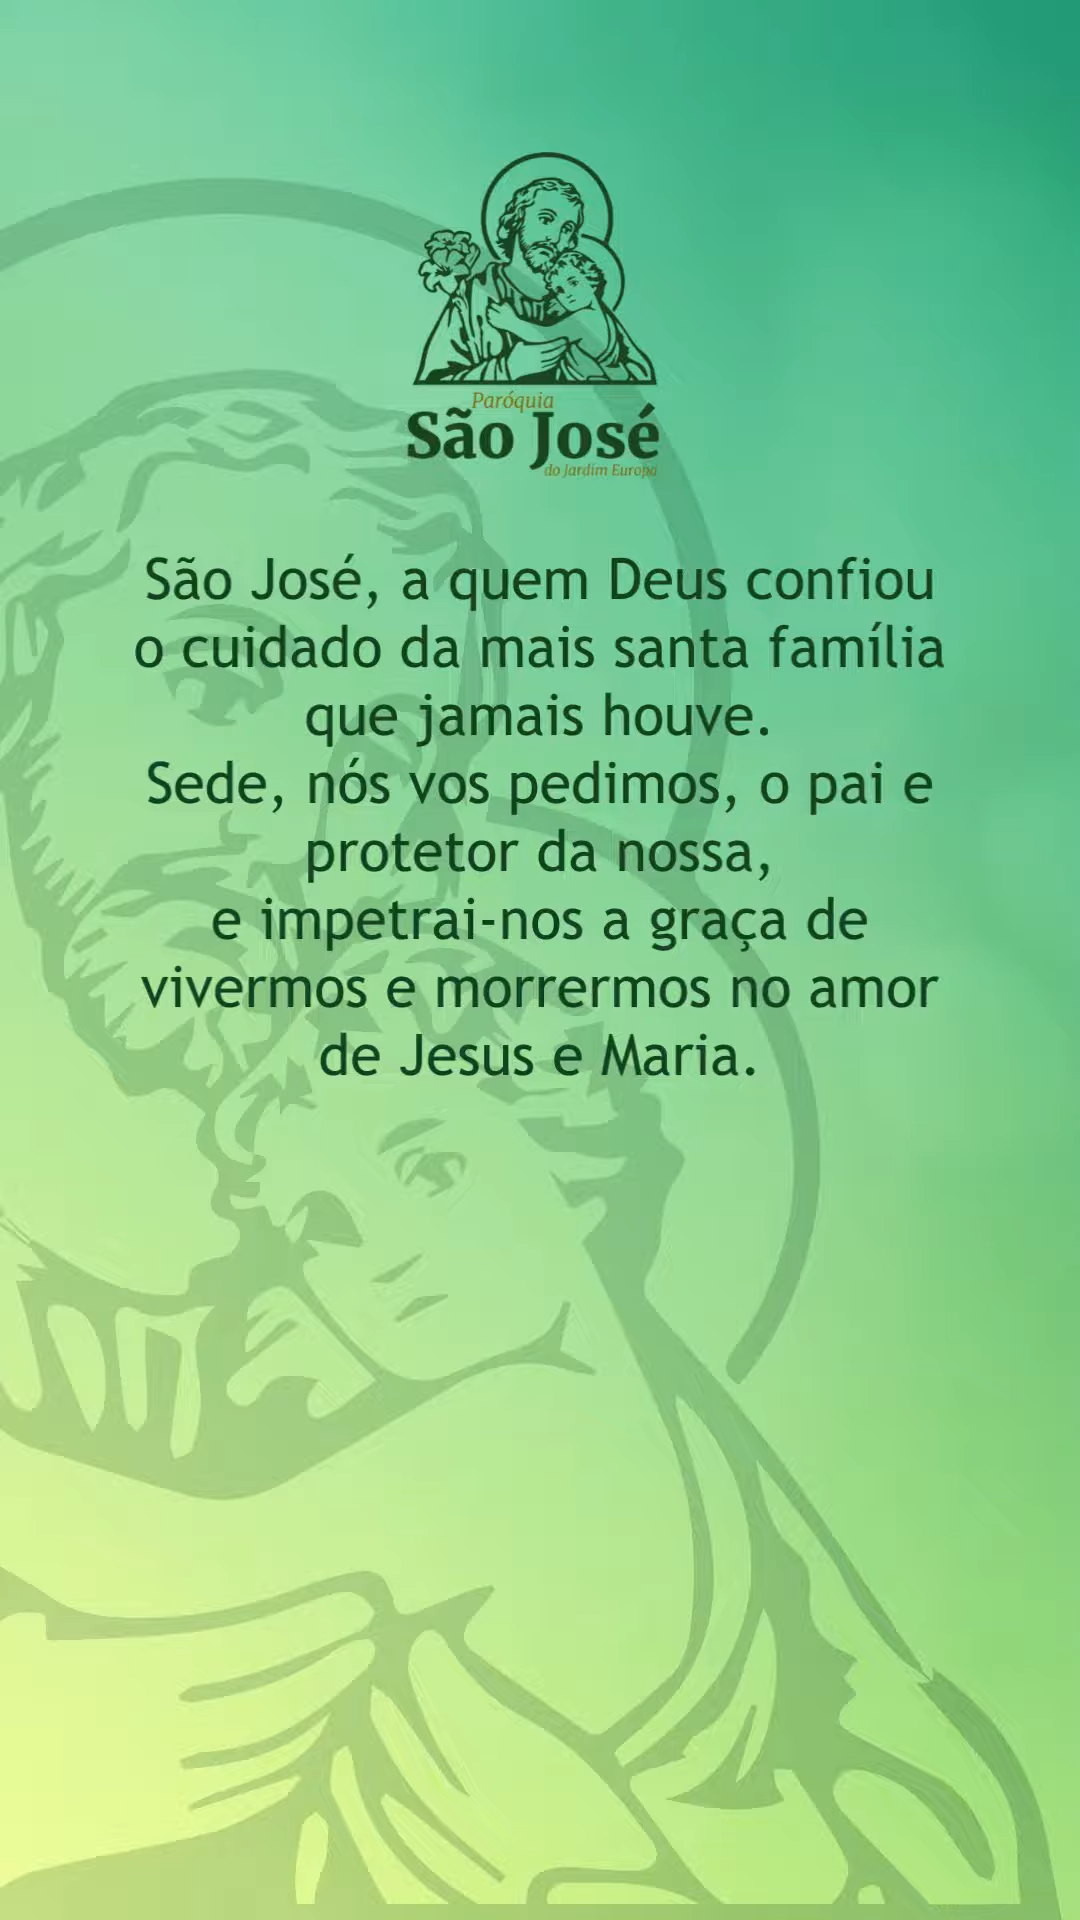 Paróquia
São José
do Jardim Europa
São José, a quem Deus confiou
o cuidado da mais santa família
que jamais houve.
Sede, nós vos pedimos, o pai e
protetor da nossa,
e impetrai-nos a graça de
vivermos e morrermos no amor
de Jesus e Maria.